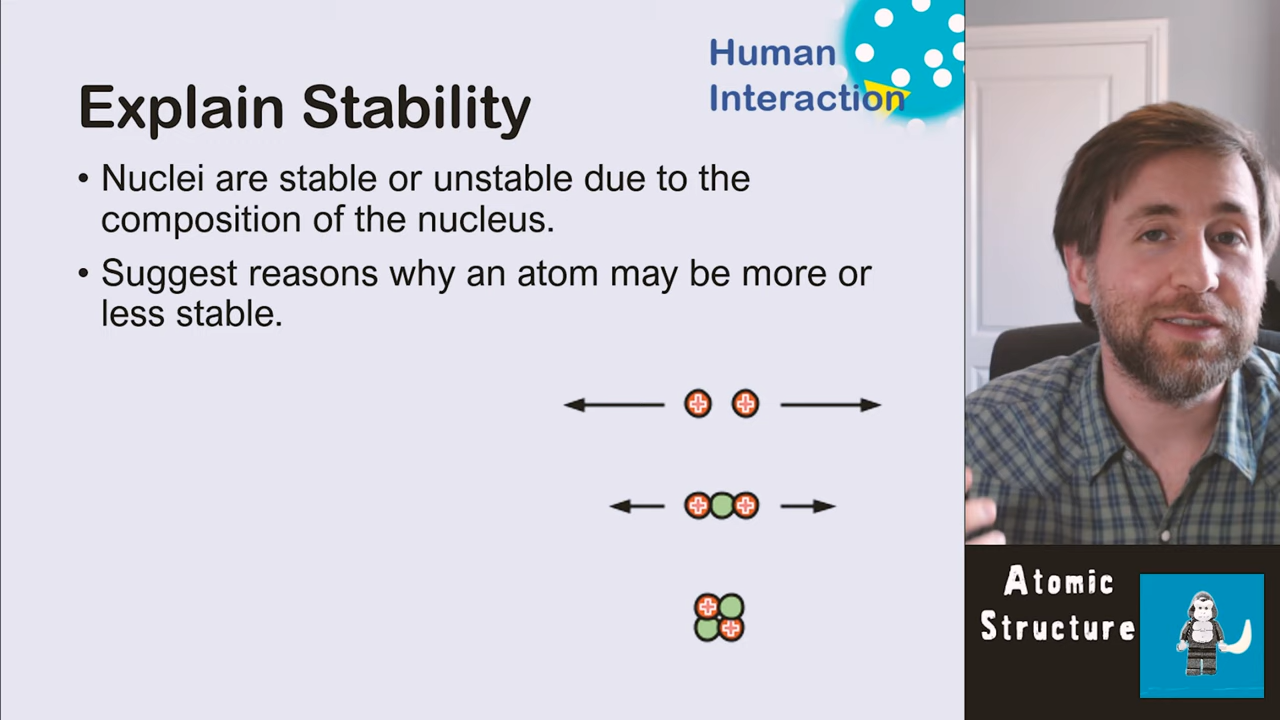 Human
Interaction
Explain Stability
• Nuclei are stable or unstable due to the
composition of the nucleus.
• Suggest reasons why an atom may be more or
less stable.
Atomic
Structure